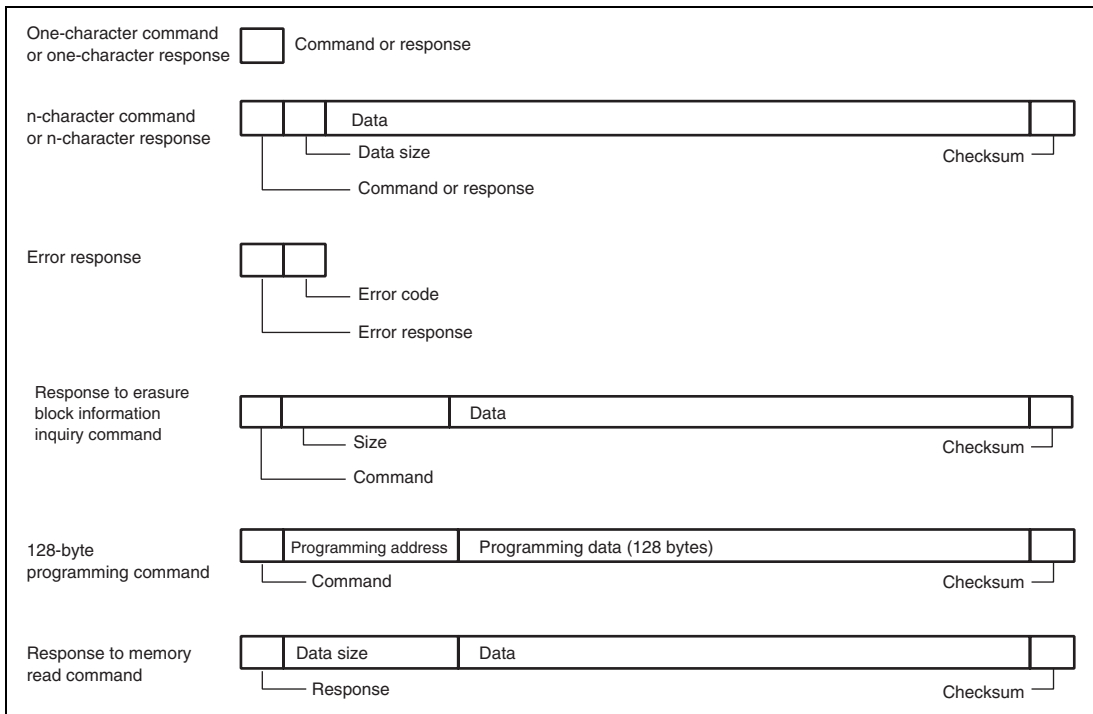 One-character command
or one-character response
Command or response
n-character command
or n-character response
Data
Data size
Checksum
Command or response
Error response
Error code
Error response
Response to erasure
block information
inquiry command
Data
Size
Checksum
Command
128-byte
programming command
Programming address
Programming data (128 bytes)
Command
Checksum
Response to memory
read command
Data size
Data
Response
Checksum